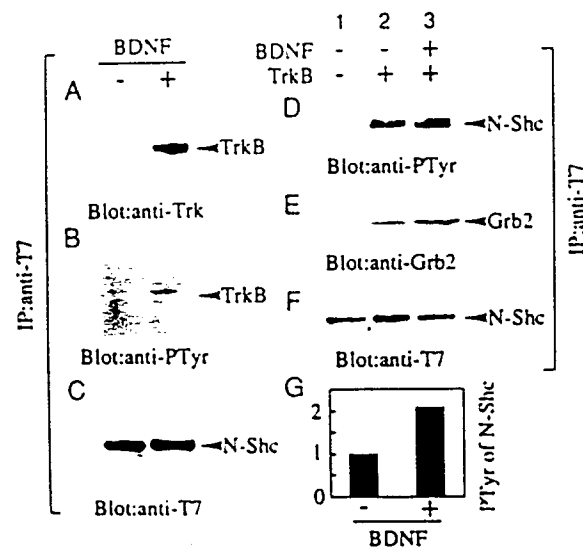 BDNF
- +
A
TrkB
Blot:anti-Trk
B
TrkB
Blot:anti-PTyr
C
N-Shc
Blot:anti-T7
IP:anti-T7
1 2 3
BDNF - - +
TrkB - + +
D
N-Shc
Blot:anti-PTyr
E
Grb2
Blot:anti-Grb2
F
N-Shc
Blot:anti-T7
IP:anti-T7
G
2
1
0
PTyr of N-Shc
- +
BDNF